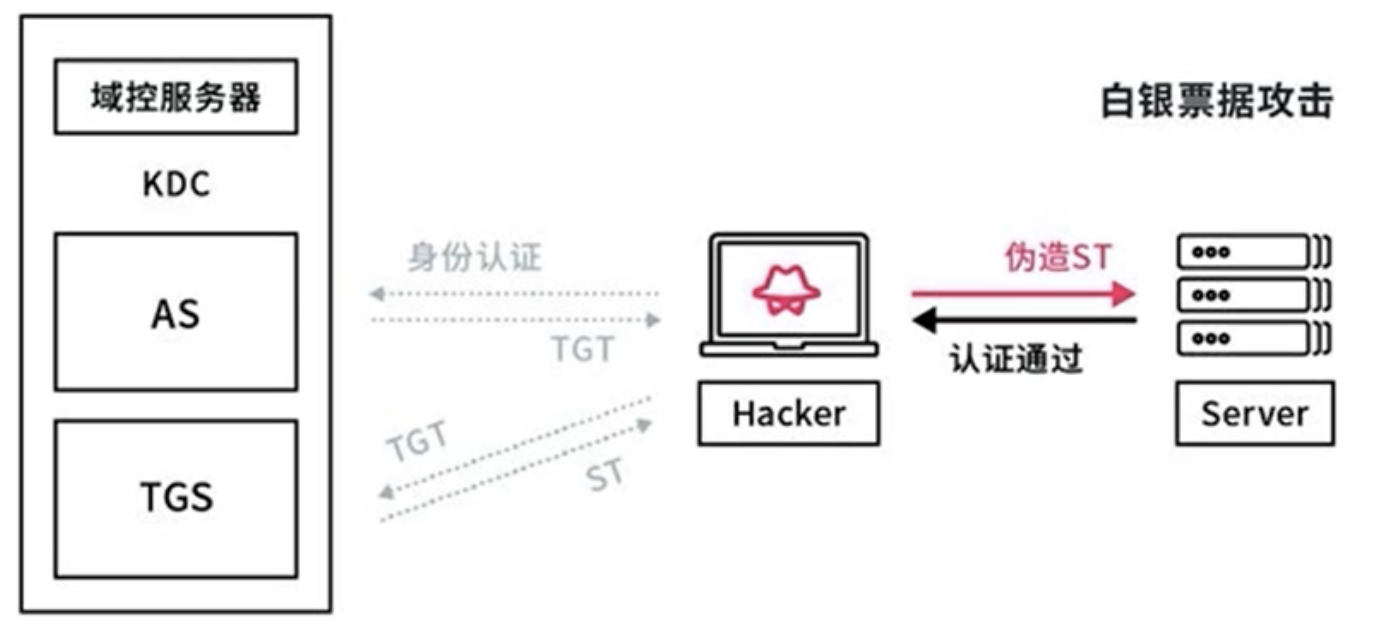 域控服务器
白银票据攻击
KDC
身份认证
伪造ST
AS
TGT
认证通过
Hacker
Server
TGT
ST
TGS